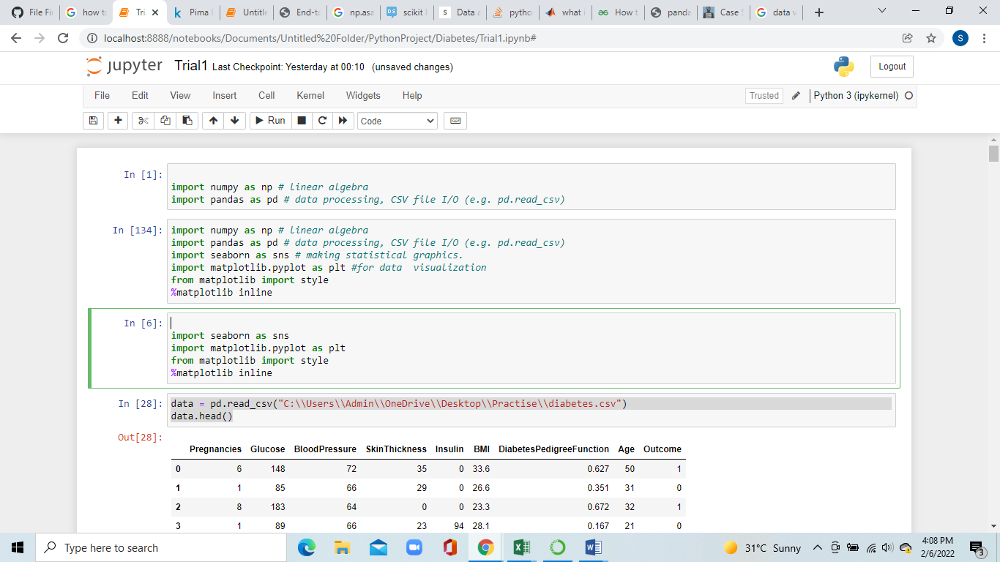 File Fi
how to
Tri
Pima
Untitle
End-to
np.asa
scikit
Data a
pytho
what i
How t
panda
Case S
data v
localhost:8888/notebooks/Documents/Untitled%20Folder/PythonProject/Diabetes/Trial1.ipynb#
S
jupyter Trial1 Last Checkpoint: Yesterday at 00:10 (unsaved changes)
Logout
File Edit View Insert Cell Kernel Widgets Help
Trusted Python 3 (ipykernel)
Run Code
In [1]:
import numpy as np # linear algebra
import pandas as pd # data processing, CSV file I/O (e.g. pd.read_csv)
In [134]: import numpy as np # linear algebra
import pandas as pd # data processing, CSV file I/O (e.g. pd.read_csv)
import seaborn as sns # making statistical graphics.
import matplotlib.pyplot as plt #for data  visualization
from matplotlib import style
%matplotlib inline
In [6]:
import seaborn as sns
import matplotlib.pyplot as plt
from matplotlib import style
%matplotlib inline
In [28]: data = pd.read_csv("C:\\Users\\Admin\\OneDrive\\Desktop\\Practise\\diabetes.csv")
data.head()
Out[28]:
Pregnancies Glucose BloodPressure SkinThickness Insulin BMI DiabetesPedigreeFunction Age Outcome
0 6 148 72 35 0 33.6 0.627 50 1
1 1 85 66 29 0 26.6 0.351 31 0
2 8 183 64 0 0 23.3 0.672 32 1
3 1 89 66 23 94 28.1 0.167 21 0
Type here to search
31°C Sunny
4:08 PM
2/6/2022
3